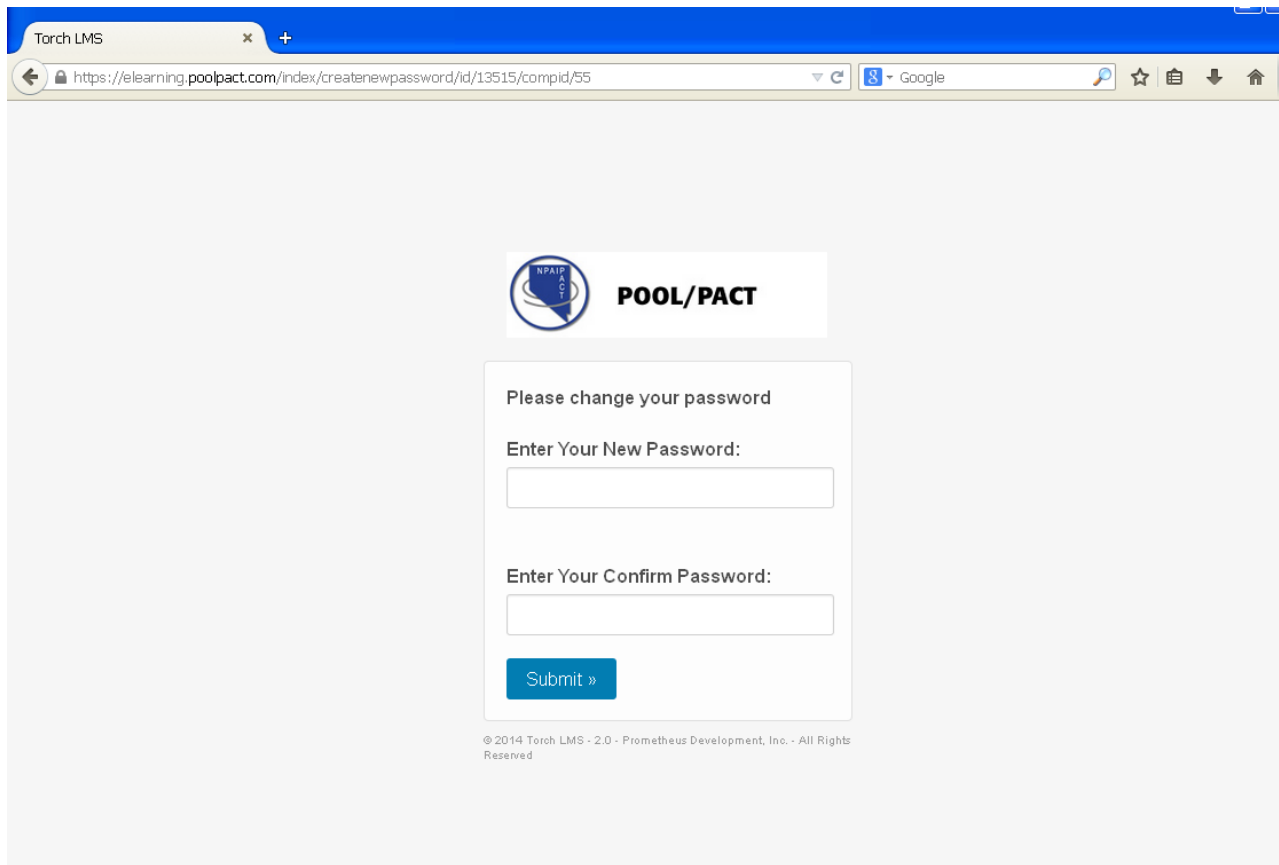 Torch LMS
https://elearning.poolpact.com/index/createnewpassword/id/13515/compid/55
8 Google
NPAIP
PACT
POOL/PACT
Please change your password
Enter Your New Password:
Enter Your Confirm Password:
Submit »
© 2014 Torch LMS - 2.0 - Prometheus Development, Inc. - All Rights
Reserved